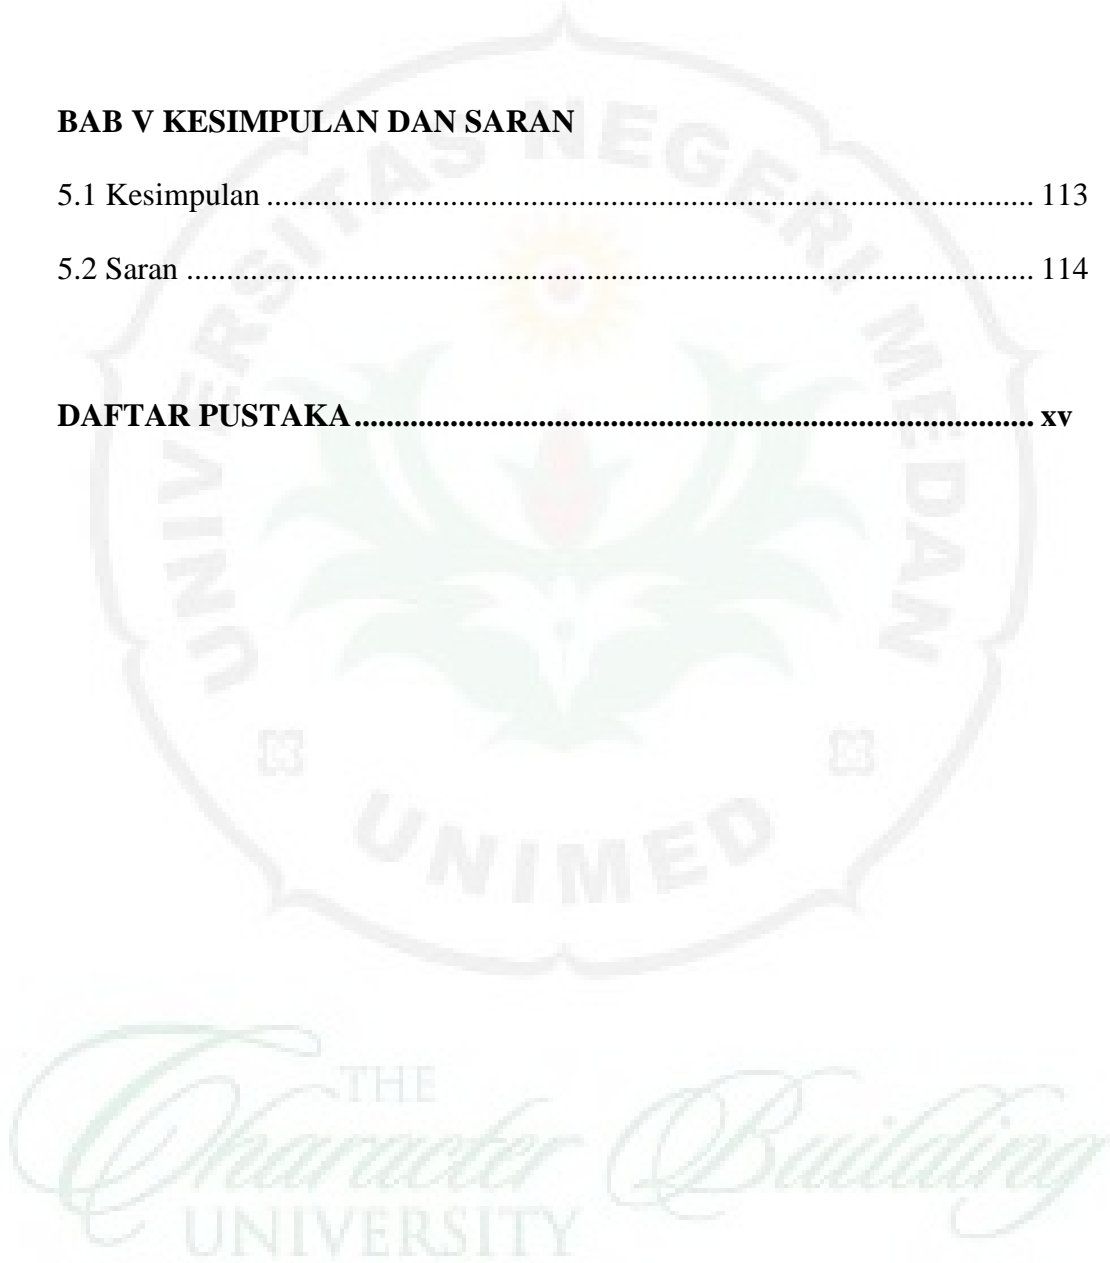 BAB V KESIMPULAN DAN SARAN
5.1 Kesimpulan ................................................................................................ 113
5.2 Saran .......................................................................................................... 114
DAFTAR PUSTAKA..................................................................................... xv
UNIVERSITAS NEGERI MEDAN
UNIMED
THE
Character Building
UNIVERSITY